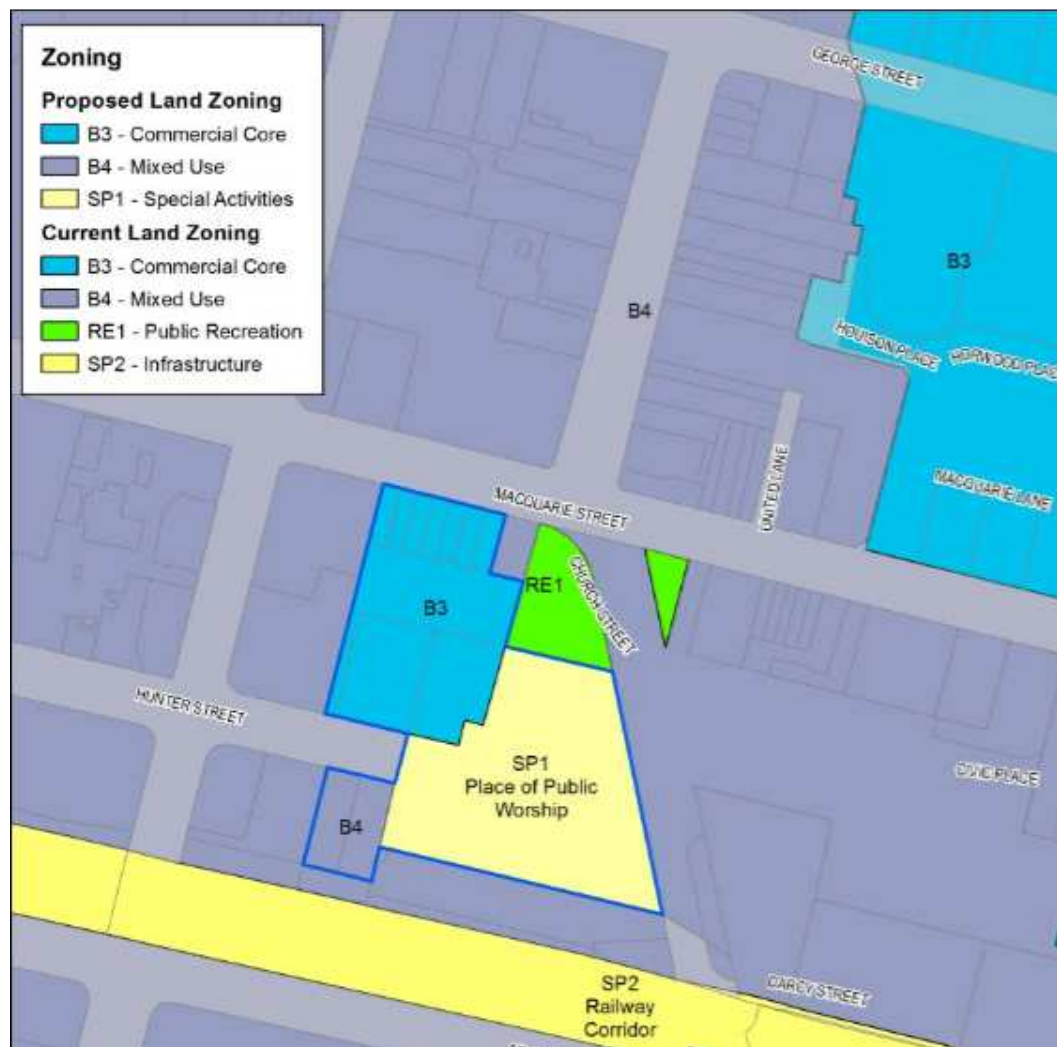 Zoning
Proposed Land Zoning
B3 - Commercial Core
B4 - Mixed Use
SP1 - Special Activities
Current Land Zoning
B3 - Commercial Core
B4 - Mixed Use
RE1 - Public Recreation
SP2 - Infrastructure
GEORGE STREET
B3
B4
HOUISON PLACE
HORWOOD PLACE
UNITED LANE
MACQUARIE LANE
MACQUARIE STREET
CHURCH STREET
RE1
B3
HUNTER STREET
SP1
Place of Public
Worship
CIVIC PLACE
B4
SP2
Railway
Corridor
DARCY STREET